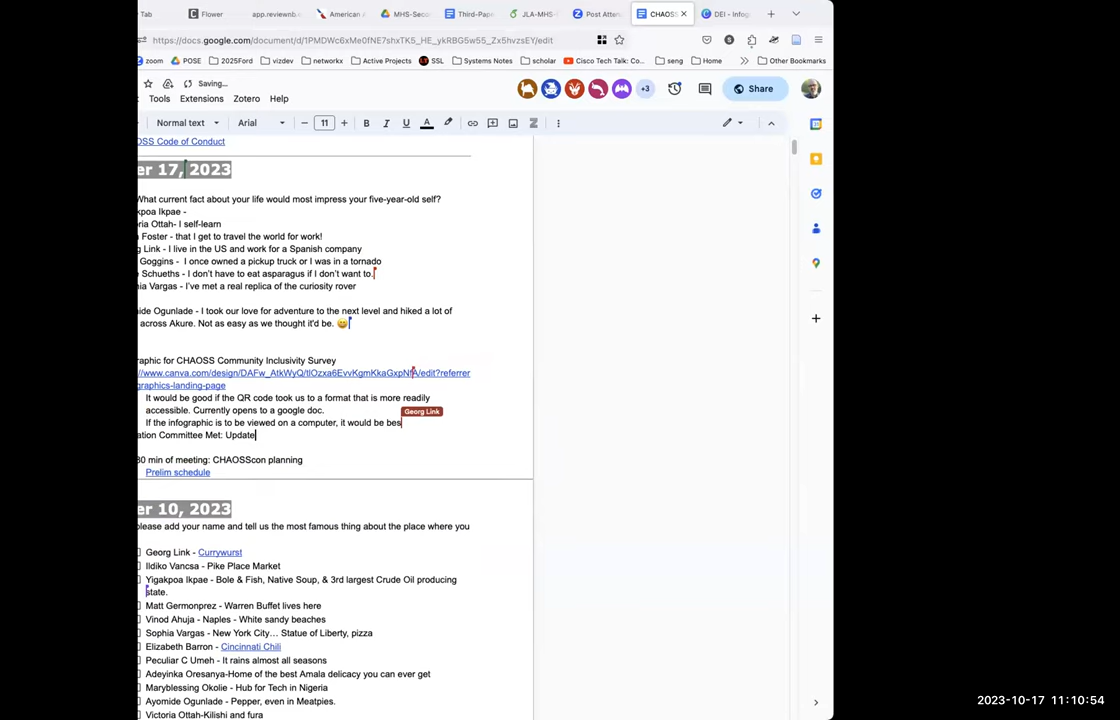 Tab
Flower
app.reviewnb.
American A
MHS-Seco
Third-Pape
JLA-MHS-
Post Atten
CHAOSS
DEI - Infog
https://docs.google.com/document/d/1PMDWc6xMe0fNE7shxTK5_HE_ykRBG5w55_Zx5hvzsEY/edit
zoom
POSE
2025Ford
vizdev
networkx
Active Projects
SSL
Systems Notes
scholar
Cisco Tech Talk: Co...
seng
Home
Other Bookmarks
Saving...
Tools Extensions Zotero Help
+3
Share
Normal text
Arial
11
B I U A
OSS Code of Conduct
er 17, 2023
What current fact about your life would most impress your five-year-old self?
kpoa Ikpae -
ria Ottah- I self-learn
Foster - that I get to travel the world for work!
g Link - I live in the US and work for a Spanish company
Goggins - I once owned a pickup truck or I was in a tornado
Schueths - I don't have to eat asparagus if I don't want to.
nia Vargas - I've met a real replica of the curiosity rover
ide Ogunlade - I took our love for adventure to the next level and hiked a lot of
across Akure. Not as easy as we thought it'd be. 😀
raphic for CHAOSS Community Inclusivity Survey
//www.canva.com/design/DAFw_AtkWyQ/tlOzxa6EvvKgmKkaGxpNfA/edit?referrer
graphics-landing-page
It would be good if the QR code took us to a format that is more readily
accessible. Currently opens to a google doc.
Georg Link
If the infographic is to be viewed on a computer, it would be bes
ation Committee Met: Update
30 min of meeting: CHAOSScon planning
Prelim schedule
er 10, 2023
please add your name and tell us the most famous thing about the place where you
Georg Link - Currywurst
Ildiko Vancsa - Pike Place Market
Yigakpoa Ikpae - Bole & Fish, Native Soup, & 3rd largest Crude Oil producing
state.
Matt Germonprez - Warren Buffet lives here
Vinod Ahuja - Naples - White sandy beaches
Sophia Vargas - New York City… Statue of Liberty, pizza
Elizabeth Barron - Cincinnati Chili
Peculiar C Umeh - It rains almost all seasons
Adeyinka Oresanya-Home of the best Amala delicacy you can ever get
Maryblessing Okolie - Hub for Tech in Nigeria
Ayomide Ogunlade - Pepper, even in Meatpies.
Victoria Ottah-Kilishi and fura
2023-10-17 11:10:54